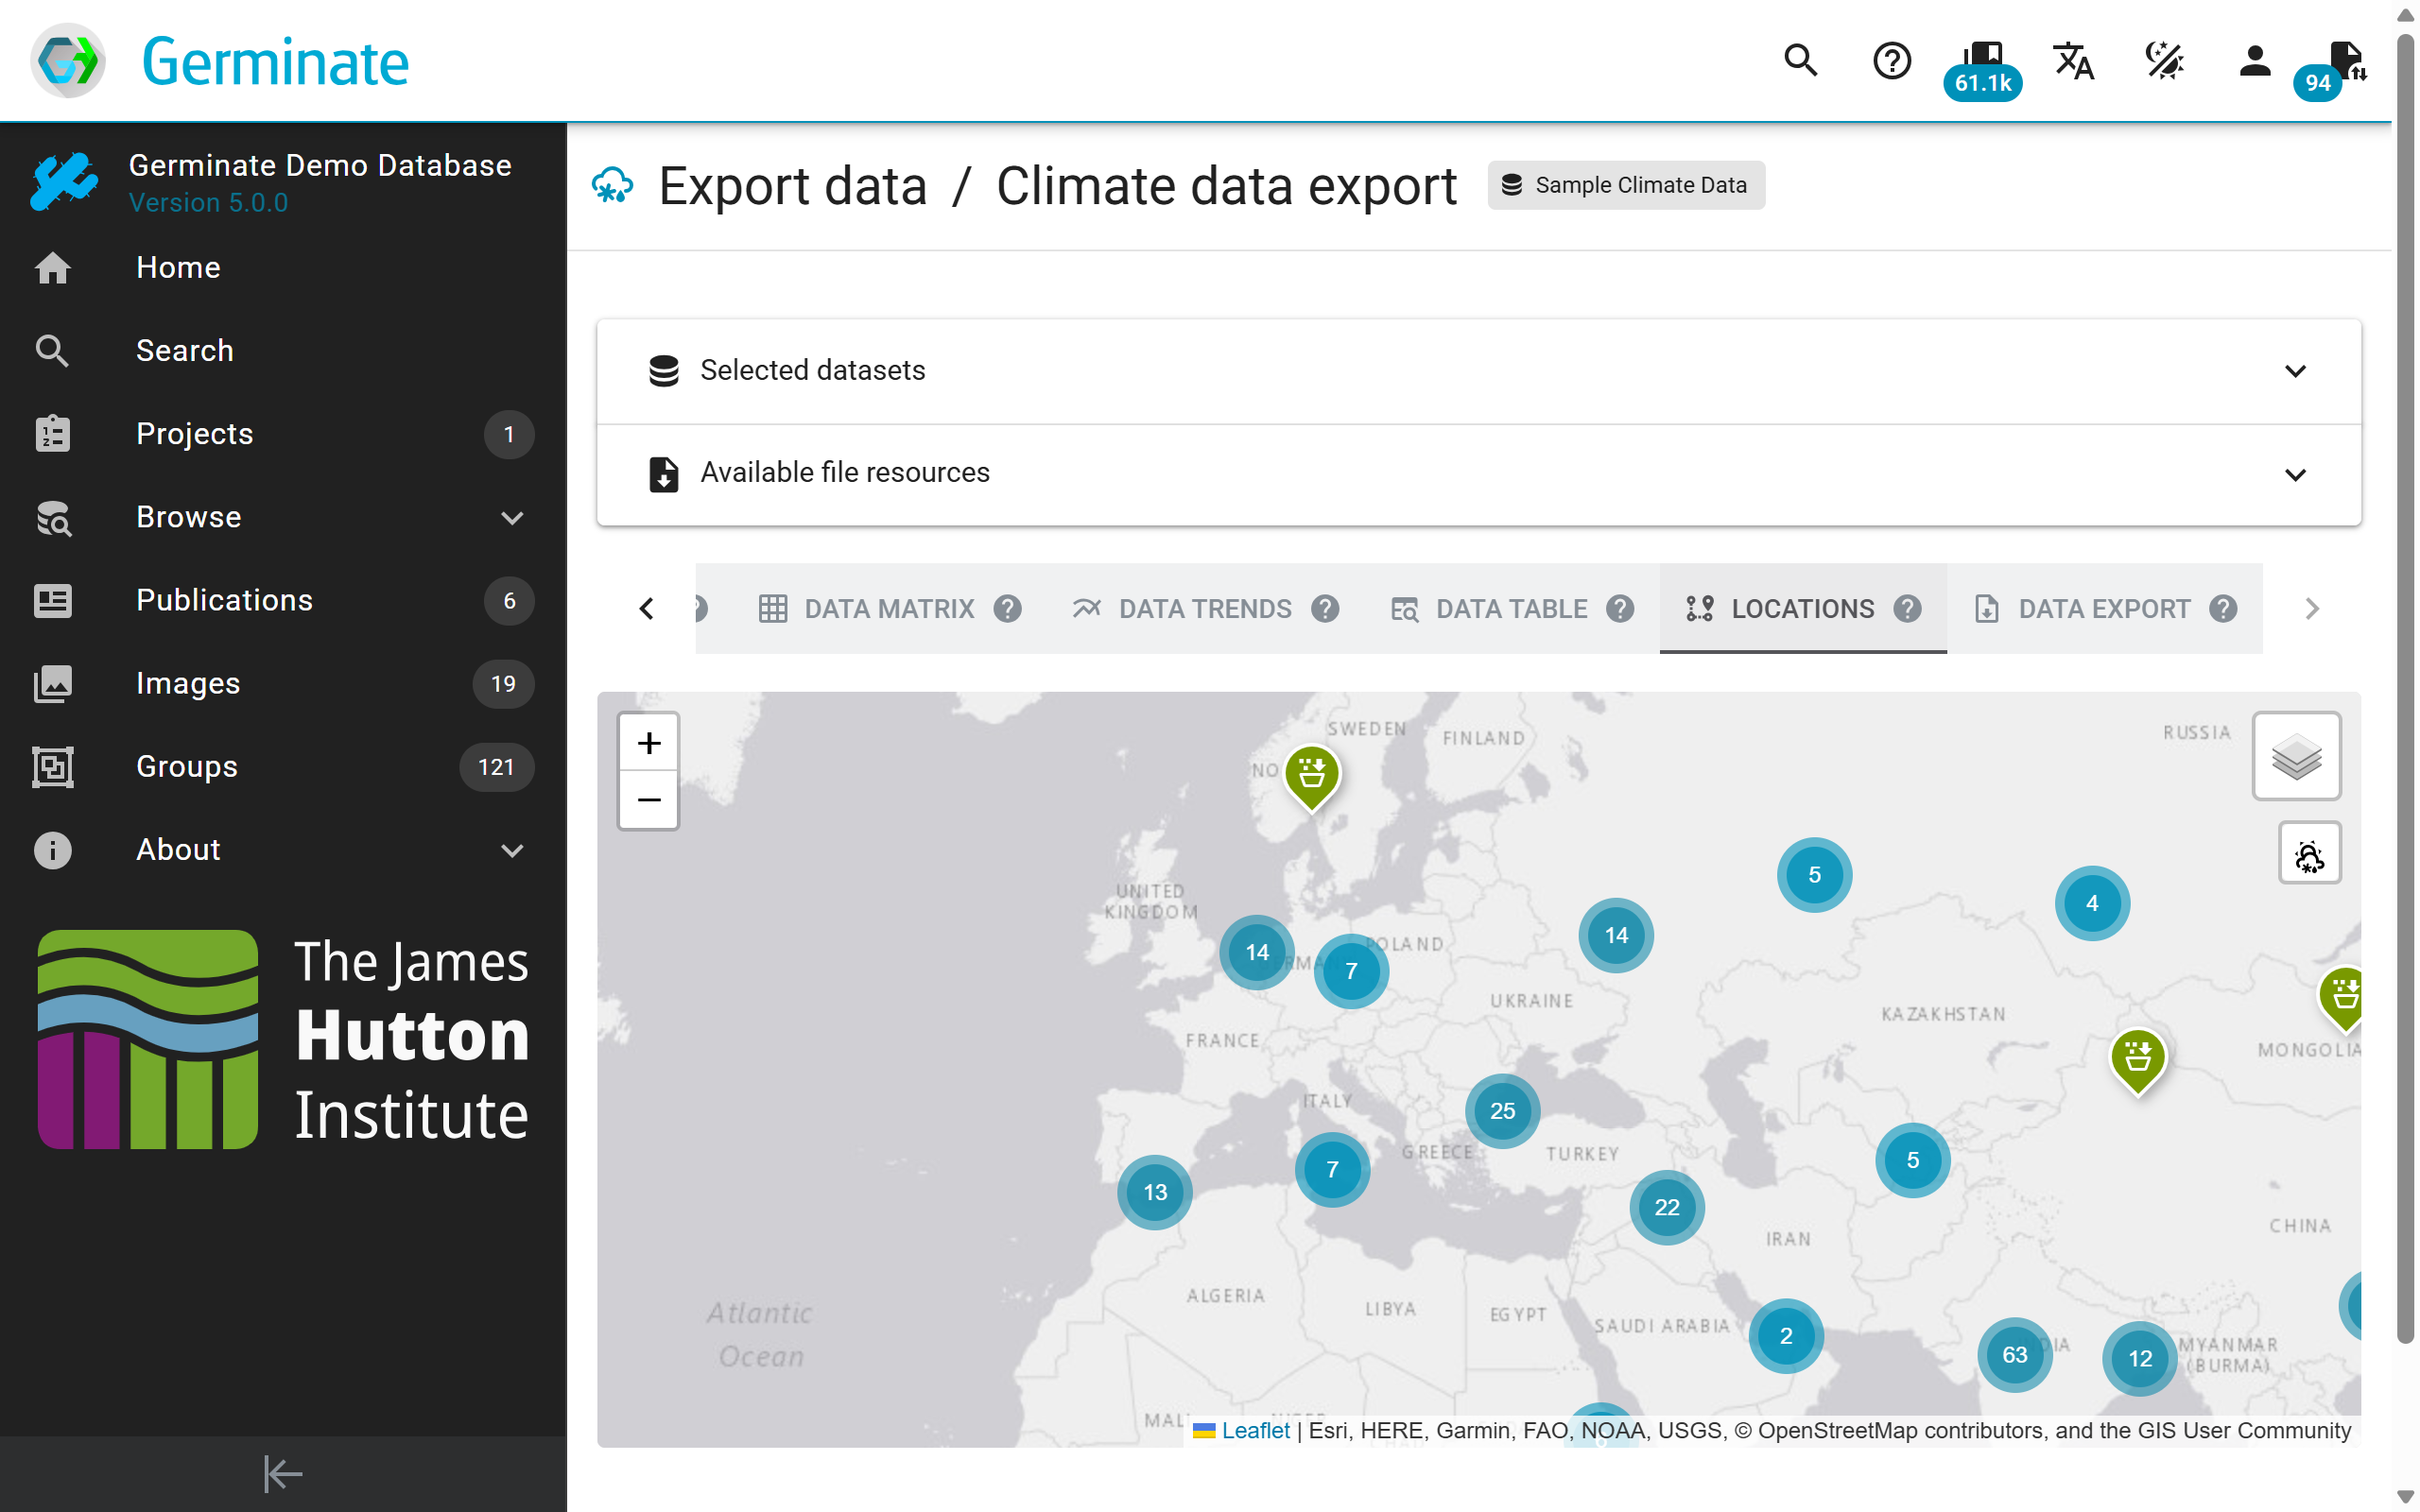 Germinate
61.1k
94
Germinate Demo Database
Version 5.0.0
Home
Search
Projects 1
Browse
Publications 6
Images 19
Groups 121
About
The James
Hutton
Institute
Export data / Climate data export
Sample Climate Data
Selected datasets
Available file resources
DATA MATRIX DATA TRENDS DATA TABLE LOCATIONS DATA EXPORT
+
−
SWEDEN
FINLAND
RUSSIA
NO
5
4
UNITED
KINGDOM
14
14
7
POLAND
UKRAINE
KAZAKHSTAN
MONGOLIA
FRANCE
ITALY
25
GREECE
TURKEY
7
5
13
22
IRAN
CHINA
ALGERIA
LIBYA
EGYPT
SAUDI ARABIA
Atlantic
Ocean
2
63
12
MYANMAR
(BURMA)
Leaflet | Esri, HERE, Garmin, FAO, NOAA, USGS, © OpenStreetMap contributors, and the GIS User Community